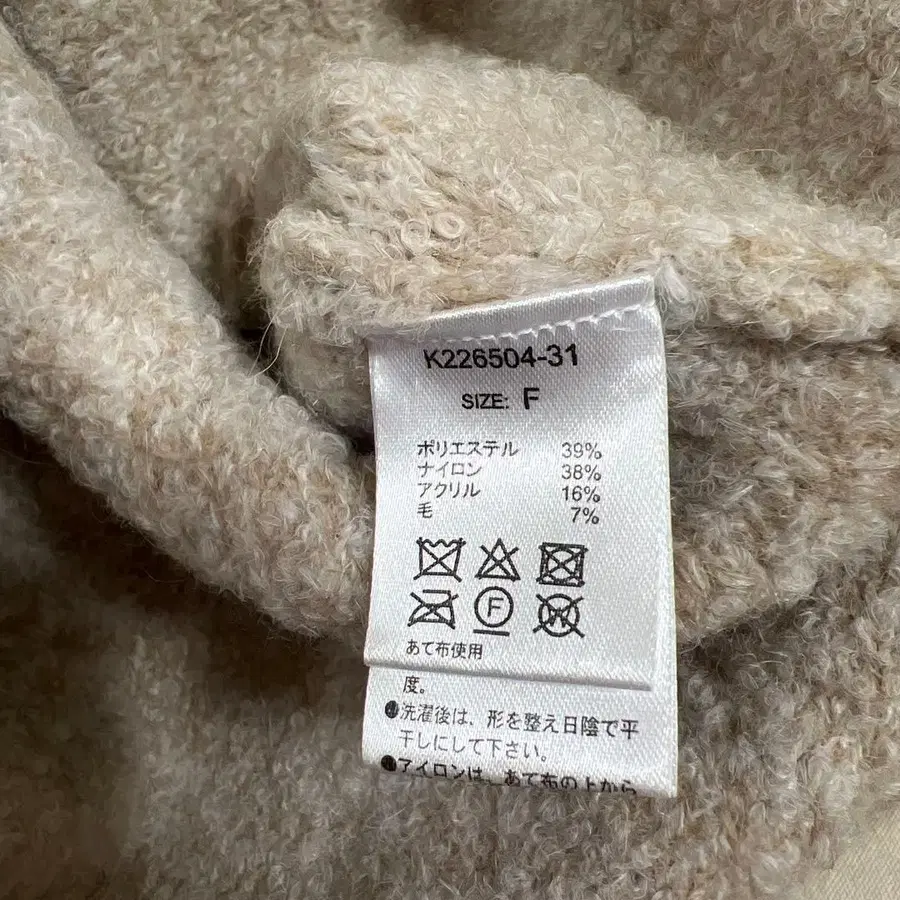 K226504-31
SIZE: F
ポリエステル 39%
ナイロン 38%
アクリル 16%
毛 7%
F
W
あて布使用
度。
●洗濯後は、形を整え日陰で平
干しにして下さい。
●アイロンは、あて布の上から